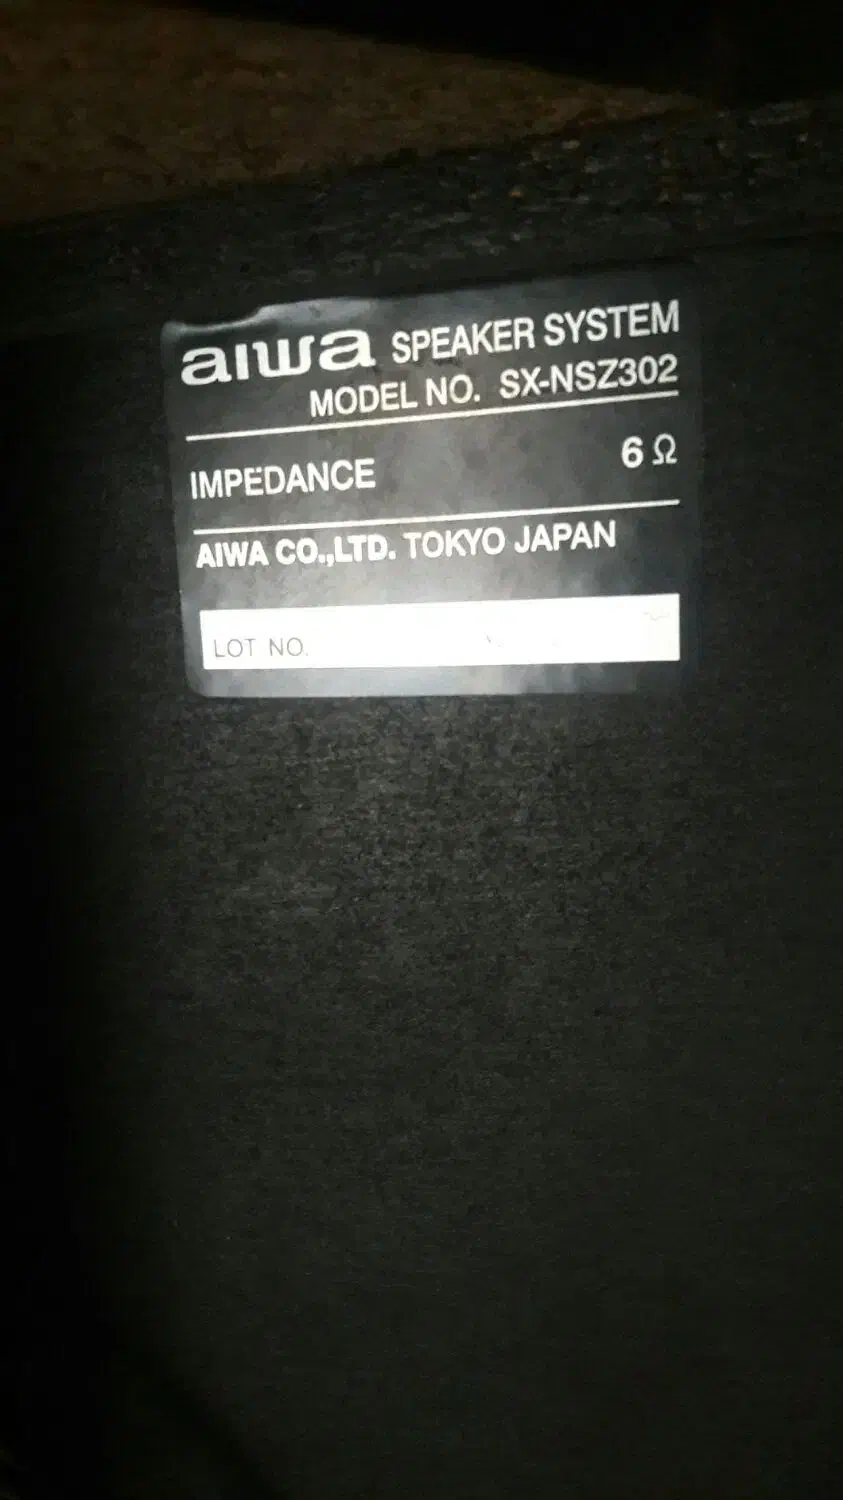 aiwa SPEAKER SYSTEM
MODEL NO. SX-NSZ302
IMPEDANCE 6 Ω
AIWA CO.,LTD. TOKYO JAPAN
LOT NO.